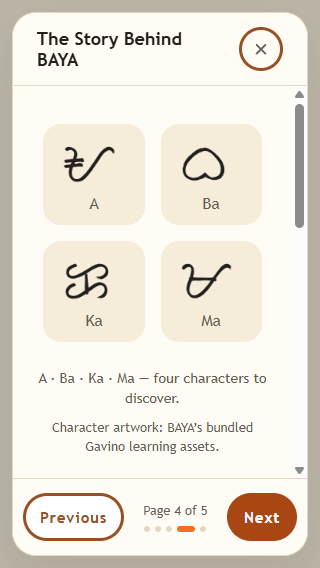 The Story Behind
BAYA
ᜀ ᜊ
A Ba
ᜃ ᜋ
Ka Ma
A · Ba · Ka · Ma — four characters to
discover.
Character artwork: BAYA’s bundled
Gavino learning assets.
Previous Page 4 of 5 Next